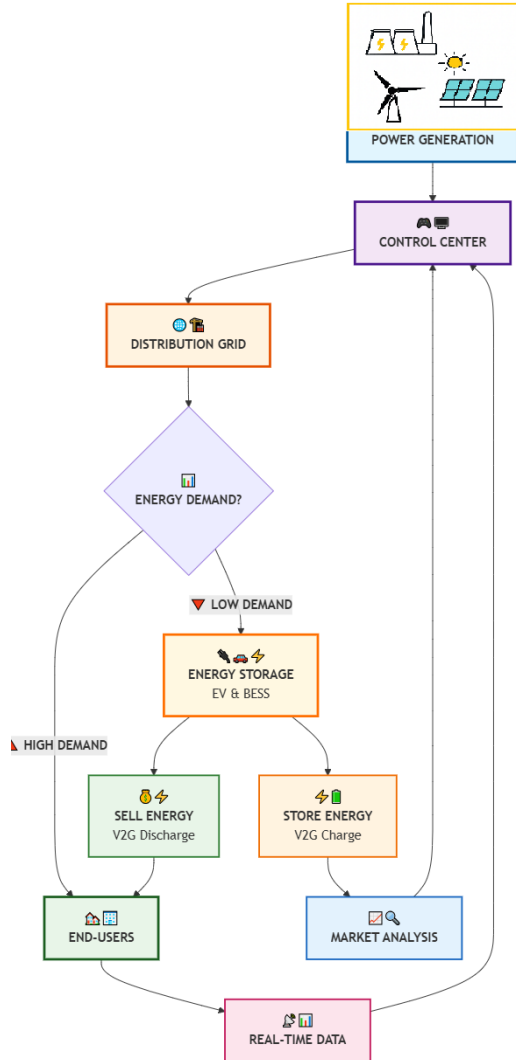 POWER GENERATION
CONTROL CENTER
DISTRIBUTION GRID
ENERGY DEMAND?
LOW DEMAND
ENERGY STORAGE
EV & BESS
HIGH DEMAND
SELL ENERGY
V2G Discharge
STORE ENERGY
V2G Charge
END-USERS
MARKET ANALYSIS
REAL-TIME DATA